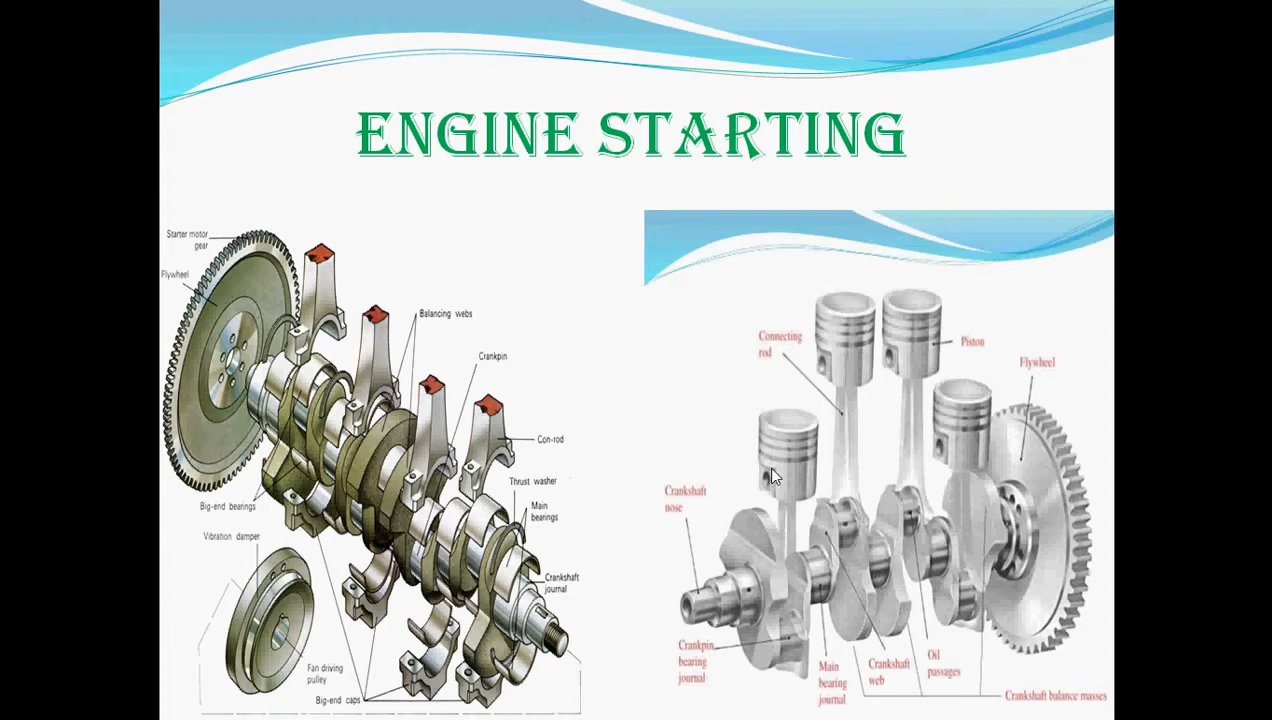 ENGINE STARTING
Starter motor
gear
Flywheel
Balancing webs
Crankpin
Con-rod
Thrust washer
Main
bearings
Big-end bearings
Vibration damper
Crankshaft
journal
Fan driving
pulley
Big-end caps
Connecting
rod
Piston
Flywheel
Crankshaft
nose
Crankpin
bearing
journal
Main
bearing
journal
Crankshaft
web
Oil
passages
Crankshaft balance masses